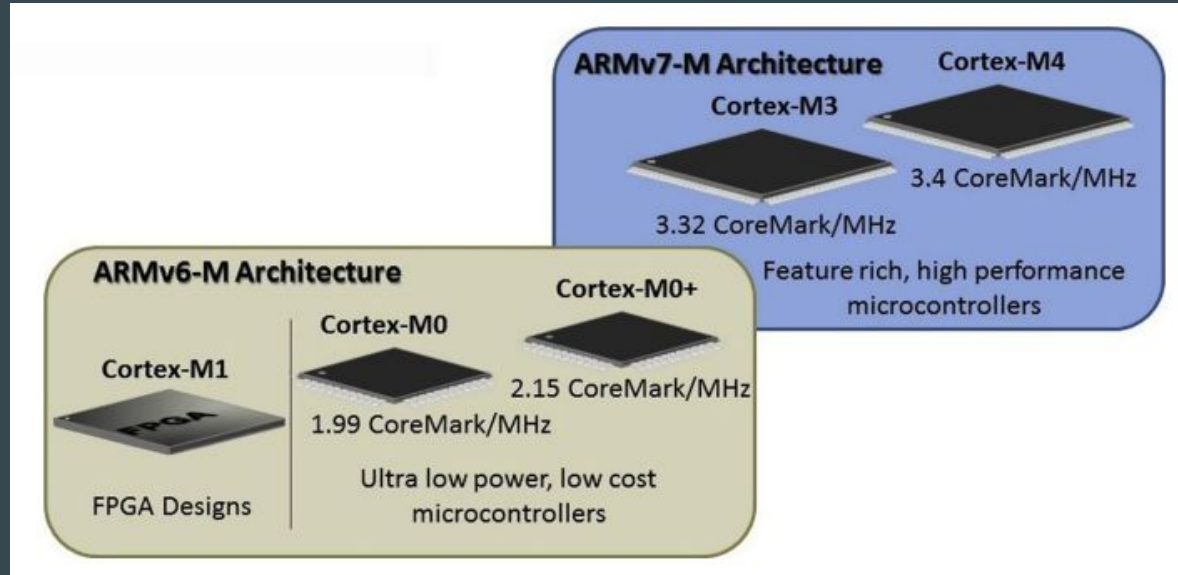 ARMv7-M Architecture
Cortex-M4
Cortex-M3
3.4 CoreMark/MHz
3.32 CoreMark/MHz
Feature rich, high performance
microcontrollers
ARMv6-M Architecture
Cortex-M0+
Cortex-M0
Cortex-M1
FPGA
2.15 CoreMark/MHz
1.99 CoreMark/MHz
FPGA Designs
Ultra low power, low cost
microcontrollers